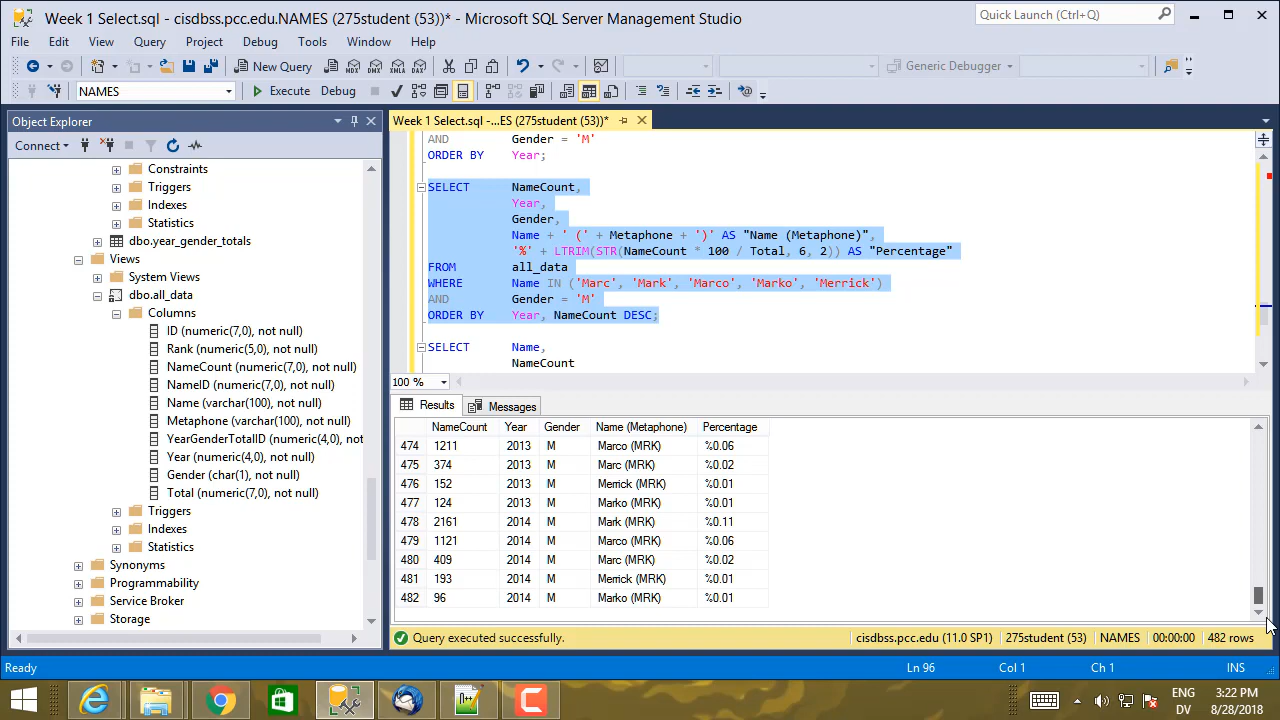 Week 1 Select.sql - cisdbss.pcc.edu.NAMES (275student (53))* - Microsoft SQL Server Management Studio
Quick Launch (Ctrl+Q)
File Edit View Query Project Debug Tools Window Help
New Query
MDX DMX XMLA DAX
Generic Debugger
NAMES
Execute Debug
Object Explorer
Connect
Constraints
Triggers
Indexes
Statistics
dbo.year_gender_totals
Views
System Views
dbo.all_data
Columns
ID (numeric(7,0), not null)
Rank (numeric(5,0), not null)
NameCount (numeric(7,0), not null)
NameID (numeric(7,0), not null)
Name (varchar(100), not null)
Metaphone (varchar(100), not null)
YearGenderTotalID (numeric(4,0), not
Year (numeric(4,0), not null)
Gender (char(1), not null)
Total (numeric(7,0), not null)
Triggers
Indexes
Statistics
Synonyms
Programmability
Service Broker
Storage
Week 1 Select.sql -...ES (275student (53))*
AND Gender = 'M'
ORDER BY Year;
SELECT NameCount,
Year,
Gender,
Name + ' (' + Metaphone + ')' AS "Name (Metaphone)",
'%' + LTRIM(STR(NameCount * 100 / Total, 6, 2)) AS "Percentage"
FROM all_data
WHERE Name IN ('Marc', 'Mark', 'Marco', 'Marko', 'Merrick')
AND Gender = 'M'
ORDER BY Year, NameCount DESC;
SELECT Name,
NameCount
100 %
Results Messages
NameCount Year Gender Name (Metaphone) Percentage
474 1211 2013 M Marco (MRK) %0.06
475 374 2013 M Marc (MRK) %0.02
476 152 2013 M Merrick (MRK) %0.01
477 124 2013 M Marko (MRK) %0.01
478 2161 2014 M Mark (MRK) %0.11
479 1121 2014 M Marco (MRK) %0.06
480 409 2014 M Marc (MRK) %0.02
481 193 2014 M Merrick (MRK) %0.01
482 96 2014 M Marko (MRK) %0.01
Query executed successfully. cisdbss.pcc.edu (11.0 SP1) 275student (53) NAMES 00:00:00 482 rows
Ready Ln 96 Col 1 Ch 1 INS
ENG 3:22 PM
DV 8/28/2018